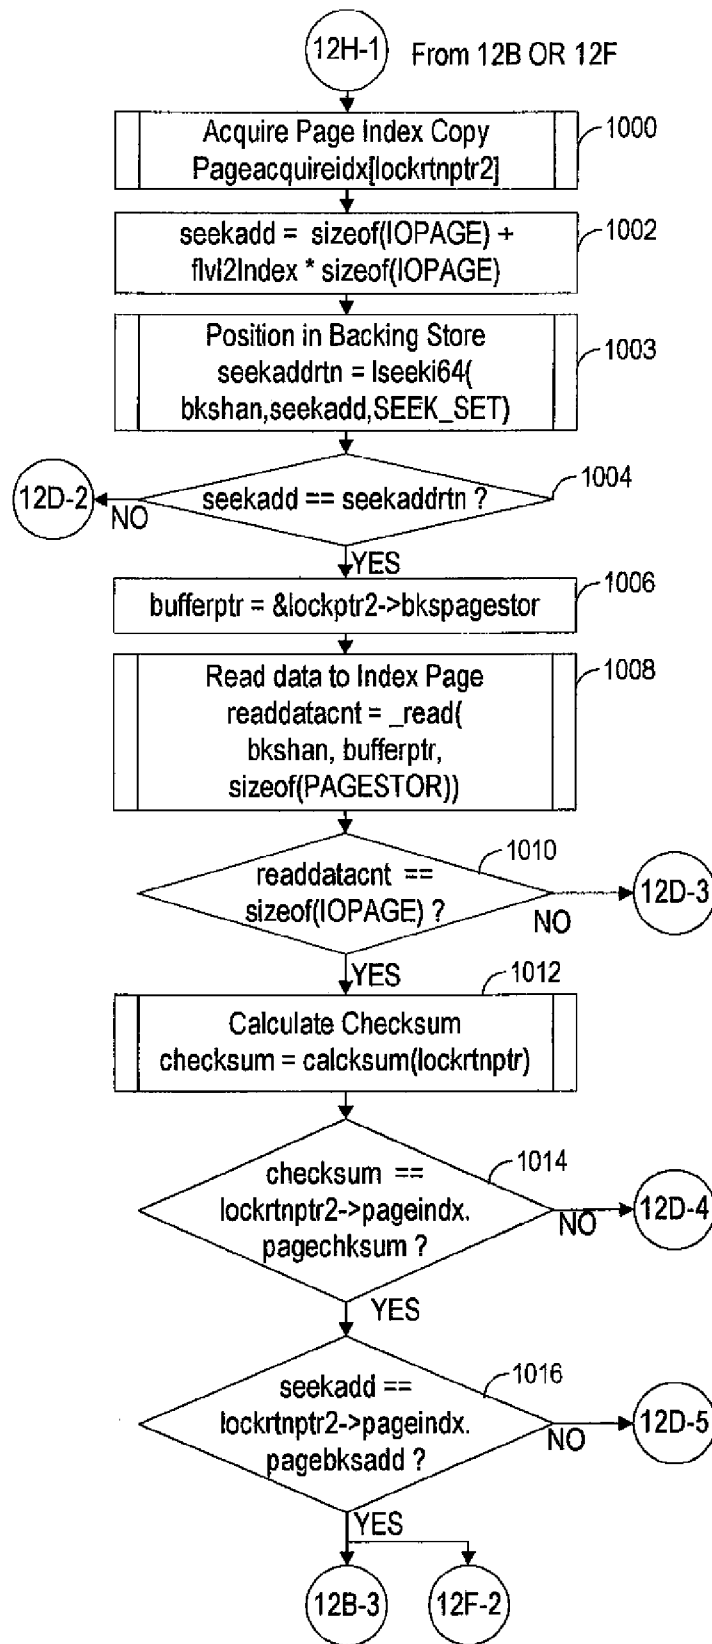 12H-1 From 12B OR 12F
Acquire Page Index Copy
Pageacquireidx[lockrtnptr2]
1000
seekadd = sizeof(IOPAGE) +
flvl2Index * sizeof(IOPAGE)
1002
Position in Backing Store
seekaddrtn = lseeki64(
bkshan,seekadd,SEEK_SET)
1003
seekadd == seekaddrtn ?
1004
12D-2
NO
YES
bufferptr = &lockptr2->bkspagestor
1006
Read data to Index Page
readdatacnt = _read(
bkshan, bufferptr,
sizeof(PAGESTOR))
1008
readdatacnt ==
sizeof(IOPAGE) ?
1010
NO
12D-3
YES
1012
Calculate Checksum
checksum = calcksum(lockrtnptr)
checksum ==
lockrtnptr2->pageindx.
pagechksum ?
1014
NO
12D-4
YES
seekadd ==
lockrtnptr2->pageindx.
pagebksadd ?
1016
NO
12D-5
YES
12B-3
12F-2